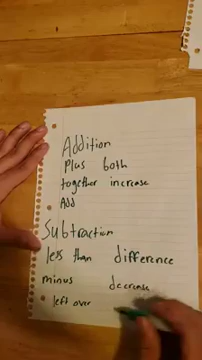 Addition
Plus both
together increase
Add
Subtraction
less than difference
minus decrease
left over